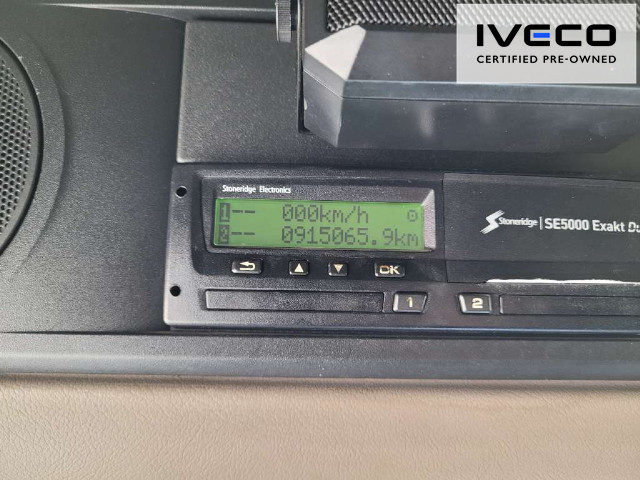 IVECO
CERTIFIED PRE-OWNED
Stoneridge Electronics
1-- 000km/h
2-- 0915065.9km
Stoneridge | SE5000 Exakt
OK
1 2